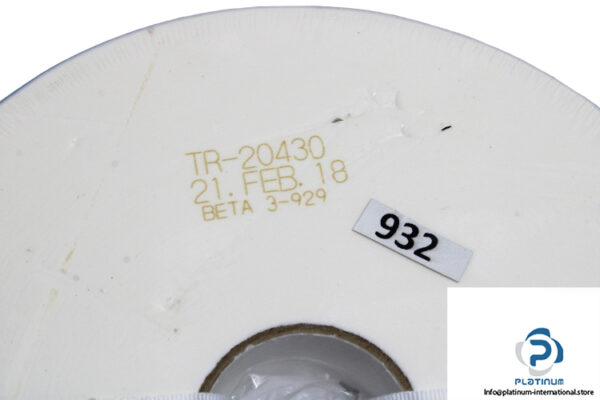 TR-20430
21. FEB. 18
BETA 3-929
932
PLATINUM
Info@platinum-international.store